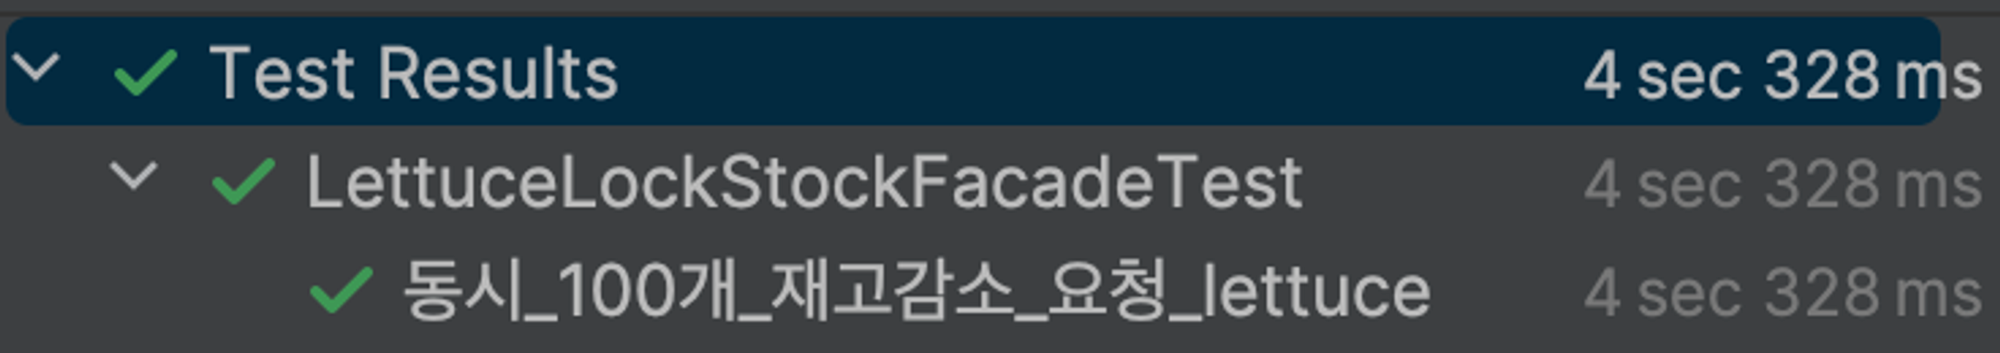 Test Results 4 sec 328 ms
LettuceLockStockFacadeTest 4 sec 328 ms
동시_100개_재고감소_요청_lettuce 4 sec 328 ms